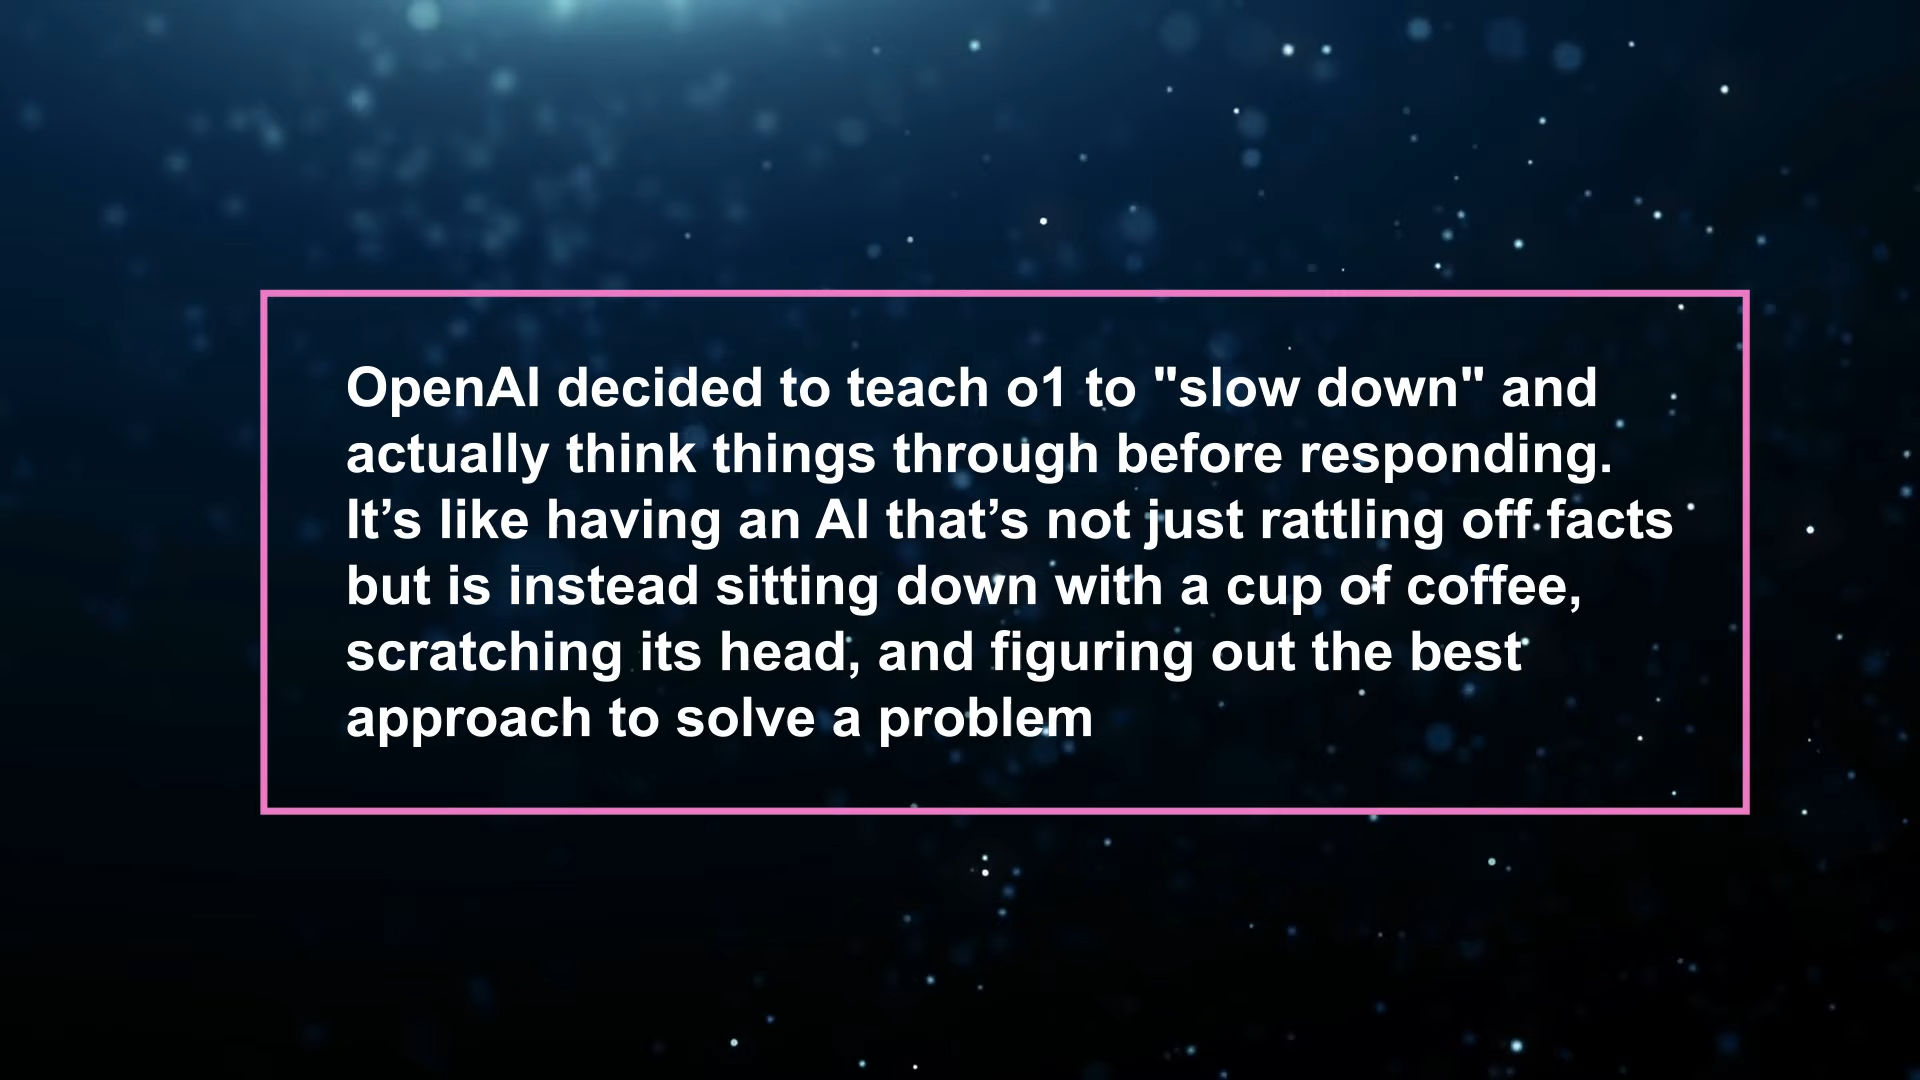 OpenAI decided to teach o1 to "slow down" and
actually think things through before responding.
It’s like having an AI that’s not just rattling off facts
but is instead sitting down with a cup of coffee,
scratching its head, and figuring out the best
approach to solve a problem